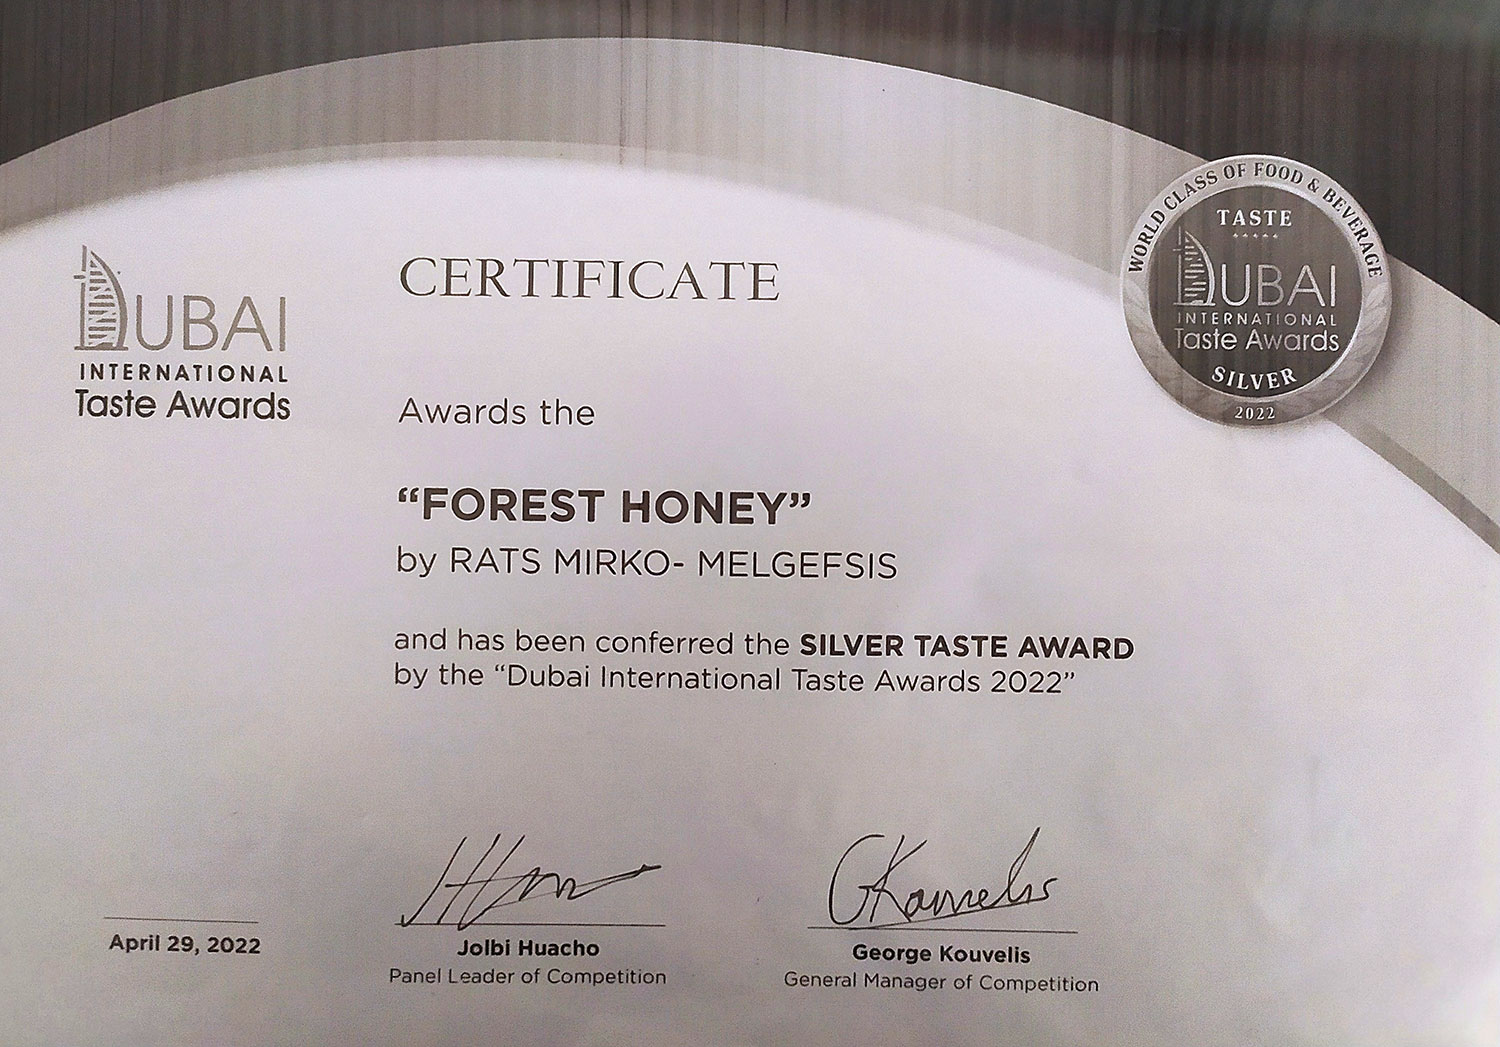 DUBAI
INTERNATIONAL
Taste Awards
CERTIFICATE
WORLD CLASS OF FOOD & BEVERAGE
TASTE
DUBAI
INTERNATIONAL
Taste Awards
SILVER
2022
Awards the
“FOREST HONEY”
by RATS MIRKO- MELGEFSIS
and has been conferred the SILVER TASTE AWARD
by the “Dubai International Taste Awards 2022”
GKouvelis
April 29, 2022
Jolbi Huacho
Panel Leader of Competition
George Kouvelis
General Manager of Competition